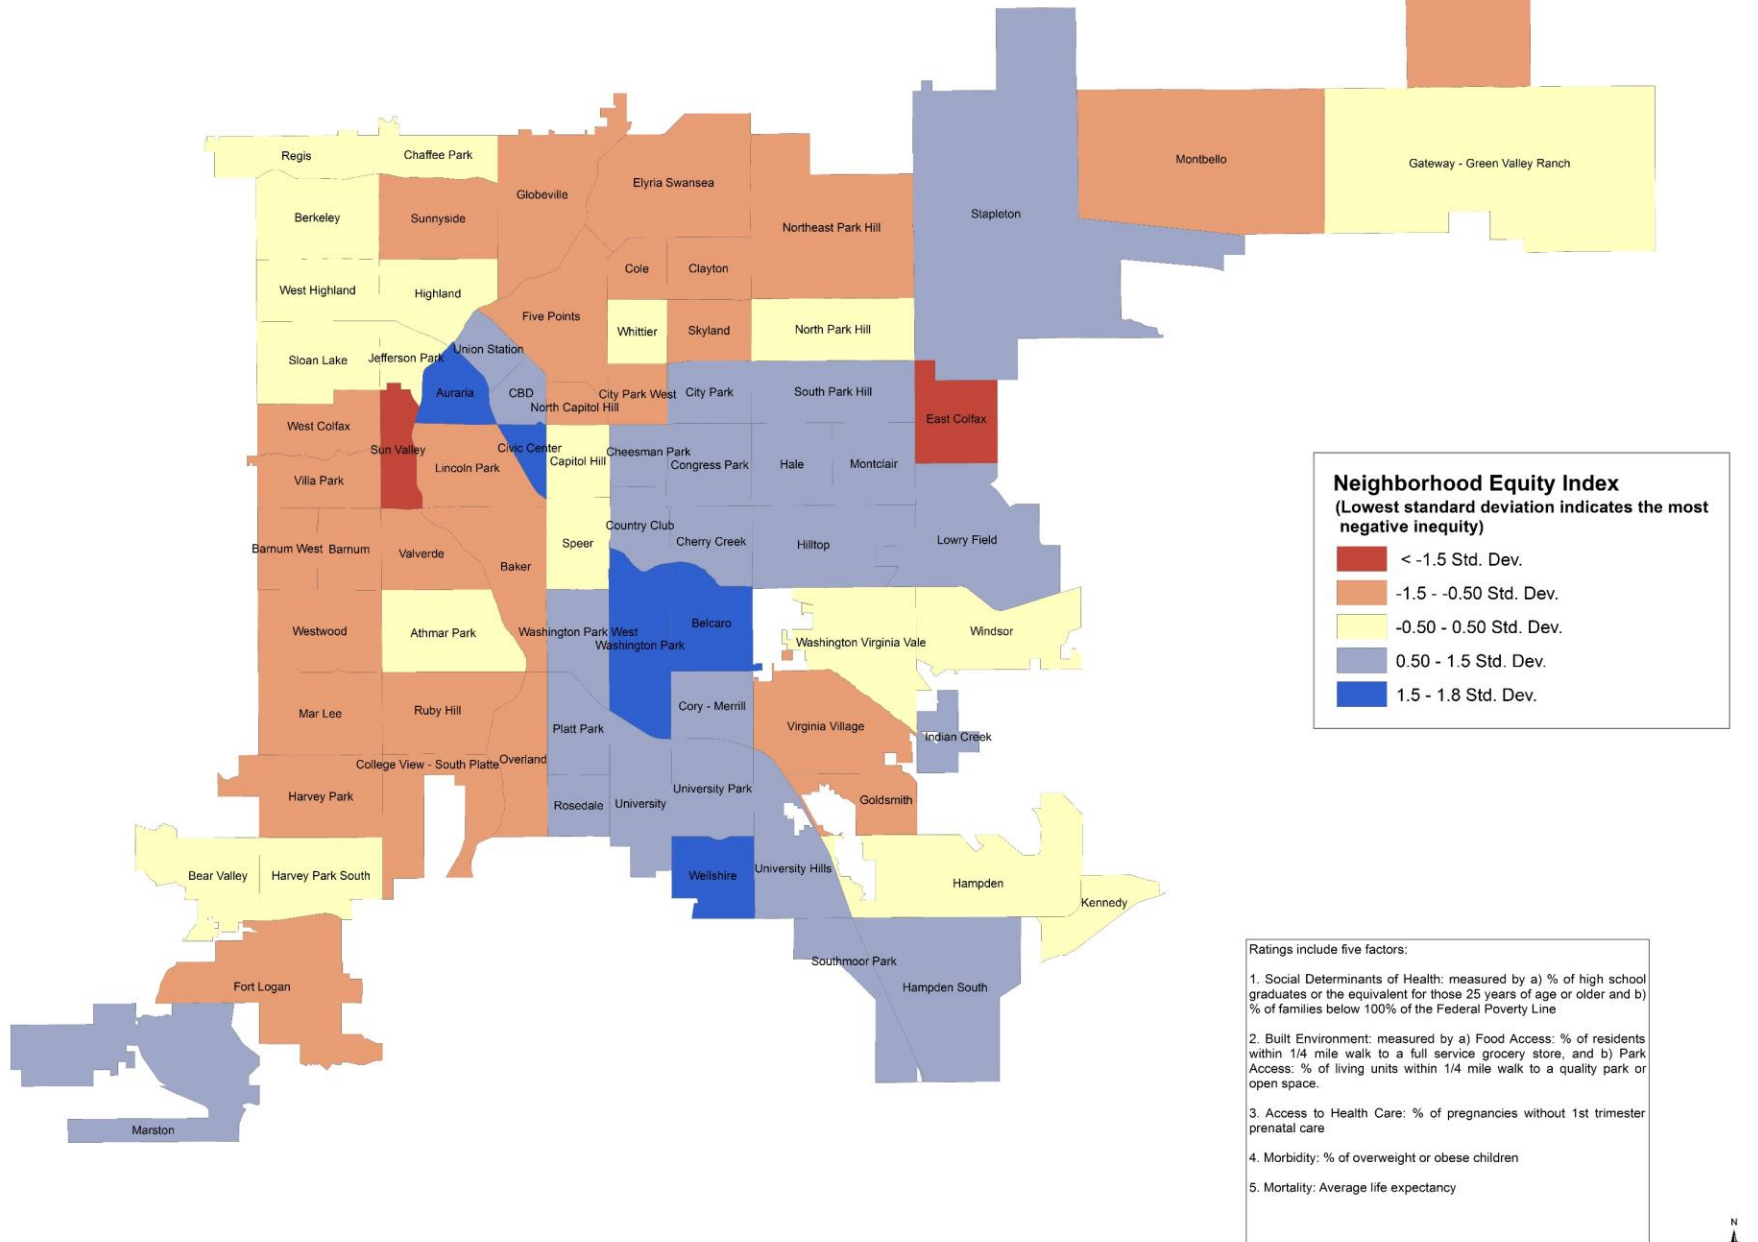 Regis
Chaffee Park
Montbello
Gateway - Green Valley Ranch
Globeville
Elyria Swansea
Berkeley
Sunnyside
Stapleton
Northeast Park Hill
Cole
Clayton
West Highland
Highland
Five Points
Whittier
Skyland
North Park Hill
Sloan Lake
Jefferson Park
Union Station
Auraria
CBD
City Park West
City Park
South Park Hill
North Capitol Hill
East Colfax
West Colfax
Sun Valley
Civic Center
Cheesman Park
Lincoln Park
Capitol Hill
Congress Park
Hale
Montclair
Villa Park
Country Club
Barnum West
Barnum
Valverde
Speer
Cherry Creek
Hilltop
Lowry Field
Baker
Westwood
Athmar Park
Washington Park West
Belcaro
Washington Park
Washington Virginia Vale
Windsor
Mar Lee
Ruby Hill
Cory - Merrill
Platt Park
Virginia Village
Indian Creek
College View - South Platte
Overland
Harvey Park
Rosedale
University
University Park
Goldsmith
Bear Valley
Harvey Park South
Wellshire
University Hills
Hampden
Kennedy
Southmoor Park
Fort Logan
Hampden South
Marston
Neighborhood Equity Index
(Lowest standard deviation indicates the most
negative inequity)
< -1.5 Std. Dev.
-1.5 - -0.50 Std. Dev.
-0.50 - 0.50 Std. Dev.
0.50 - 1.5 Std. Dev.
1.5 - 1.8 Std. Dev.
Ratings include five factors:
1. Social Determinants of Health: measured by a) % of high school
graduates or the equivalent for those 25 years of age or older and b)
% of families below 100% of the Federal Poverty Line
2. Built Environment: measured by a) Food Access: % of residents
within 1/4 mile walk to a full service grocery store, and b) Park
Access: % of living units within 1/4 mile walk to a quality park or
open space.
3. Access to Health Care: % of pregnancies without 1st trimester
prenatal care
4. Morbidity: % of overweight or obese children
5. Mortality: Average life expectancy
N